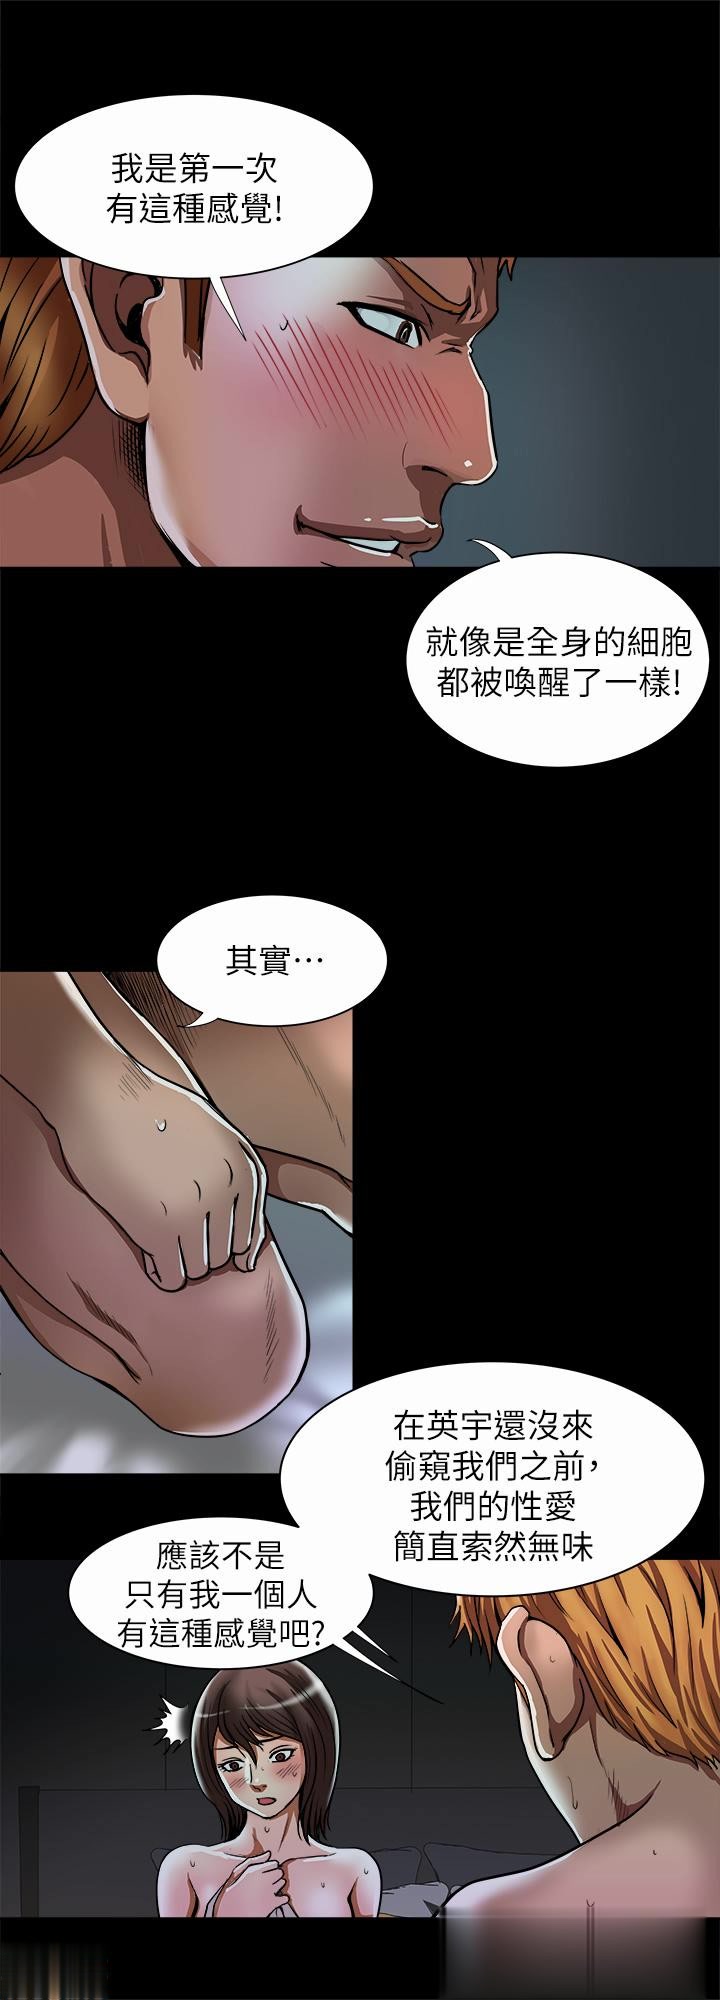 我是第一次
有這種感覺!
就像是全身的細胞
都被喚醒了一樣!
其實…
在英宇還沒來
偷窺我們之前,
我們的性愛
簡直索然無味
應該不是
只有我一個人
有這種感覺吧?